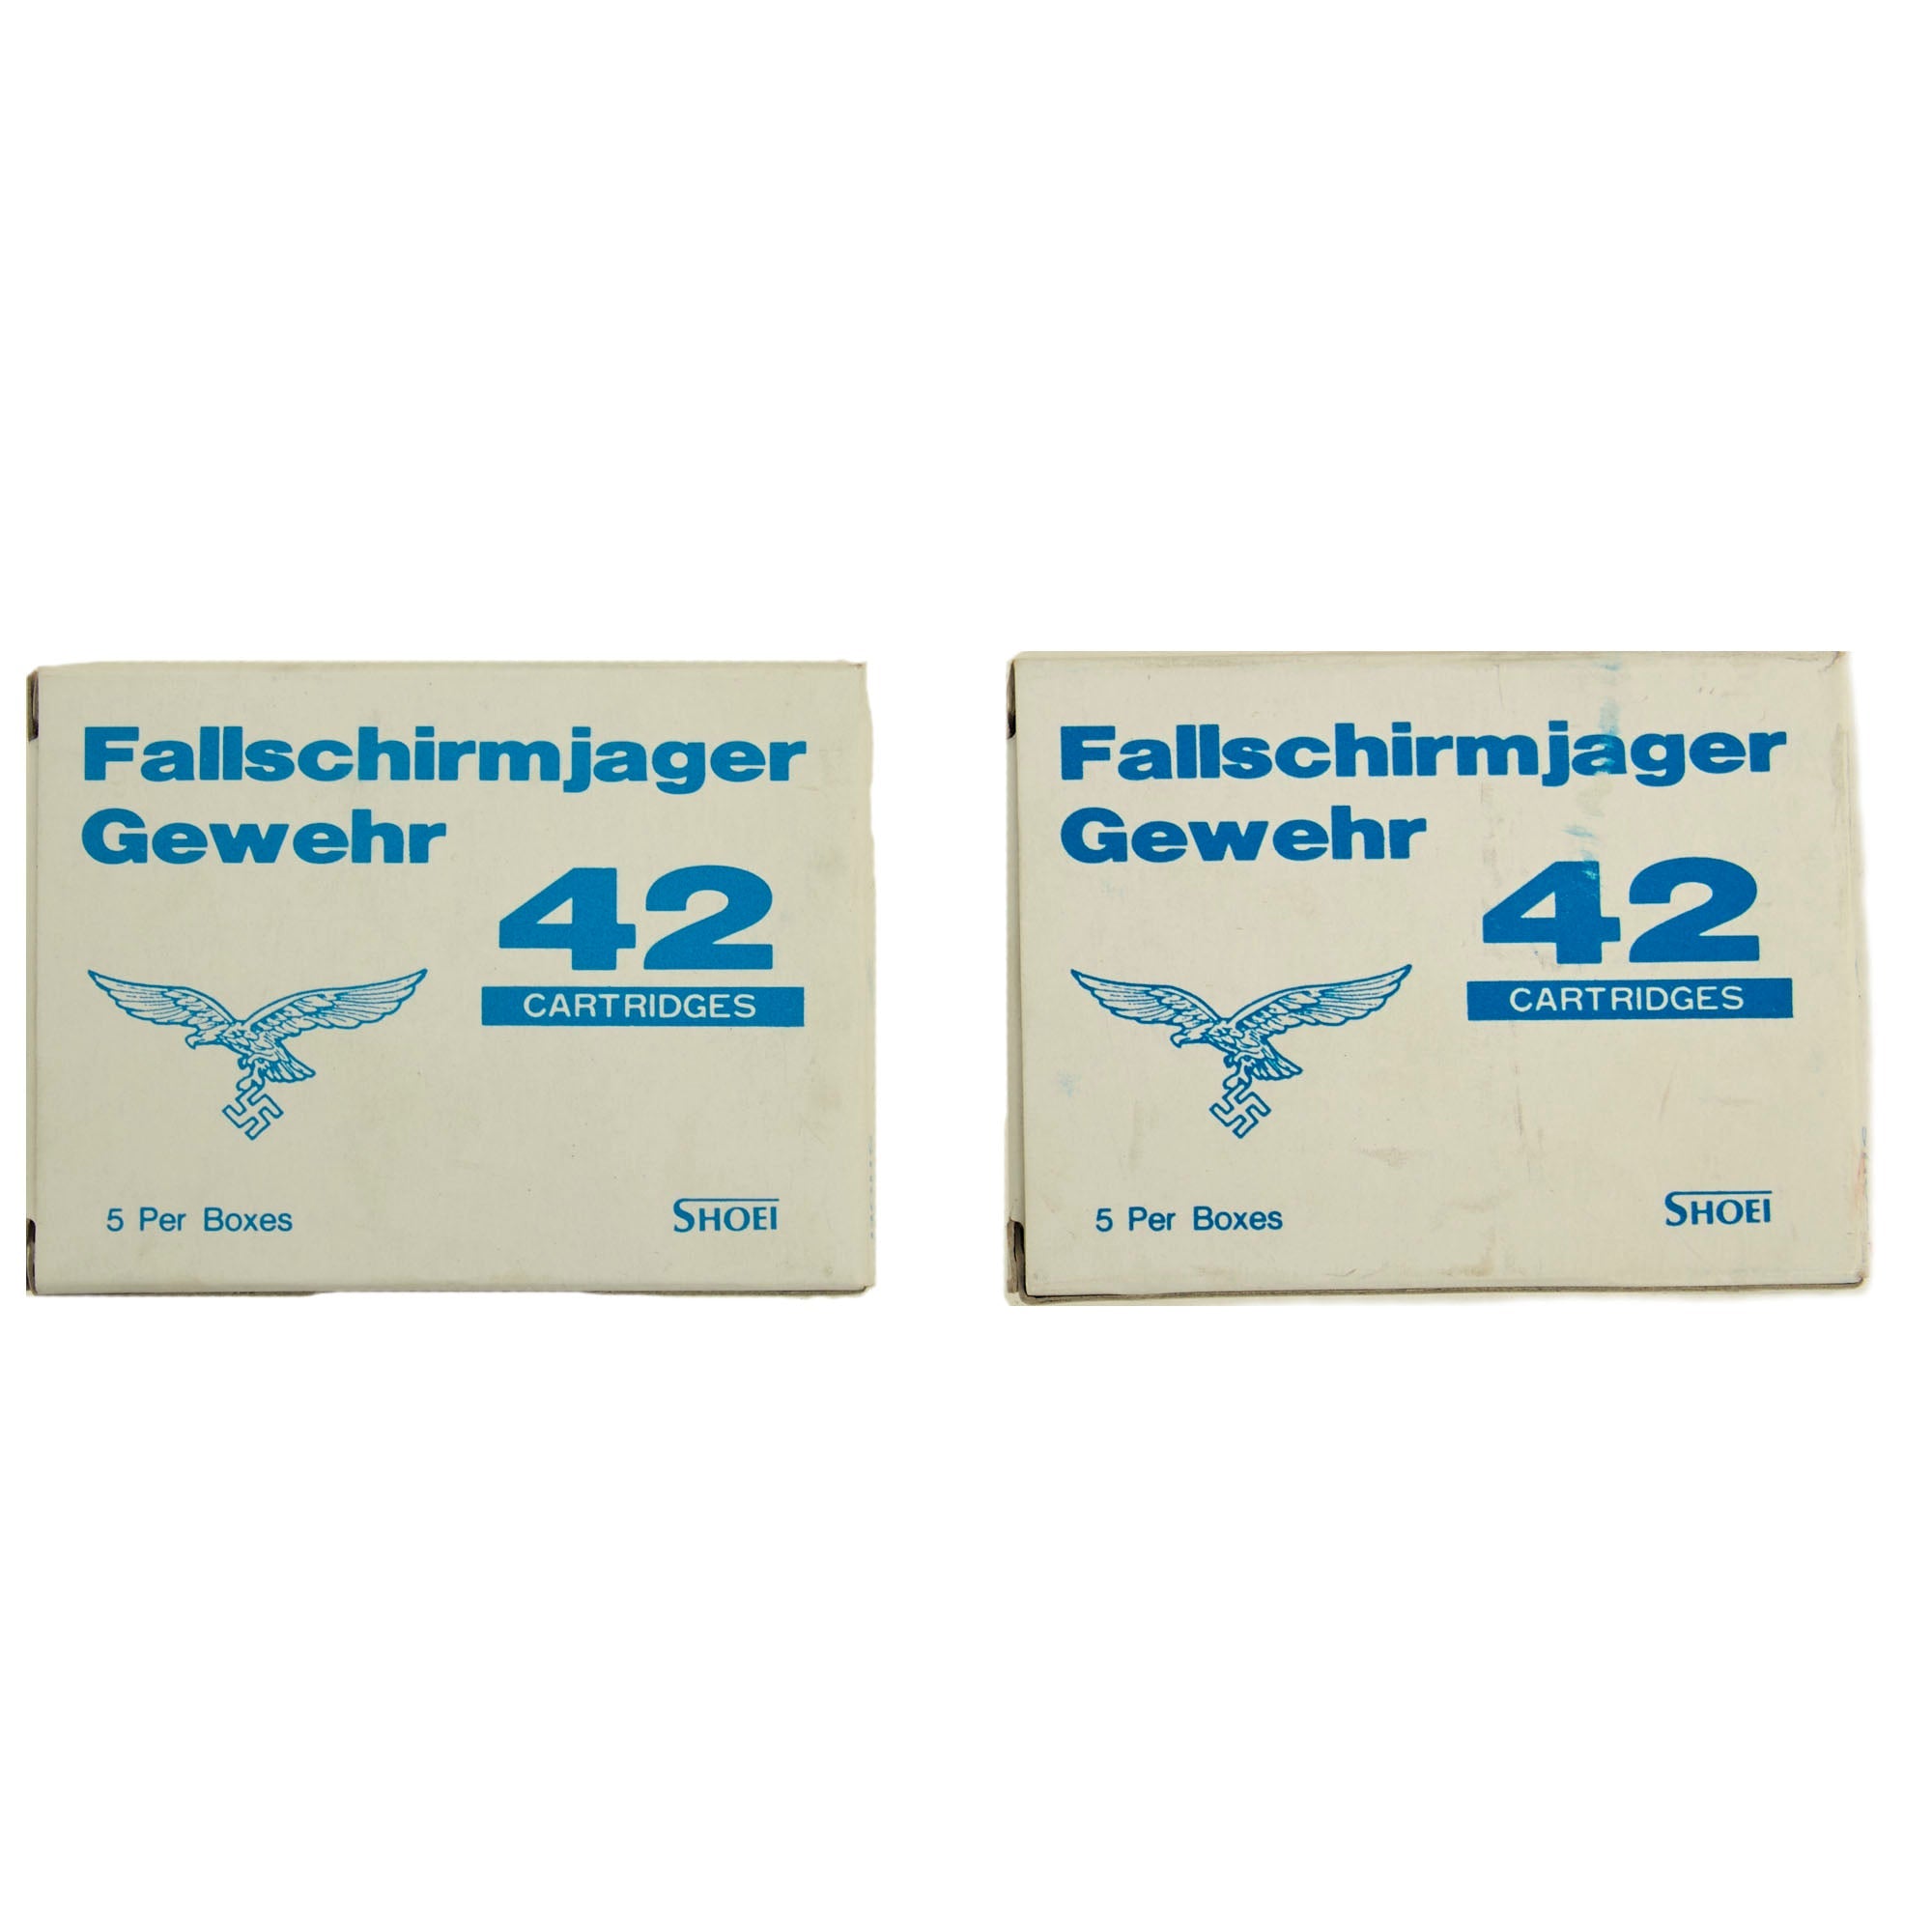 Fallschirmjager
Gewehr
42
CARTRIDGES
5 Per Boxes
SHOEI
Fallschirmjager
Gewehr
42
CARTRIDGES
5 Per Boxes
SHOEI